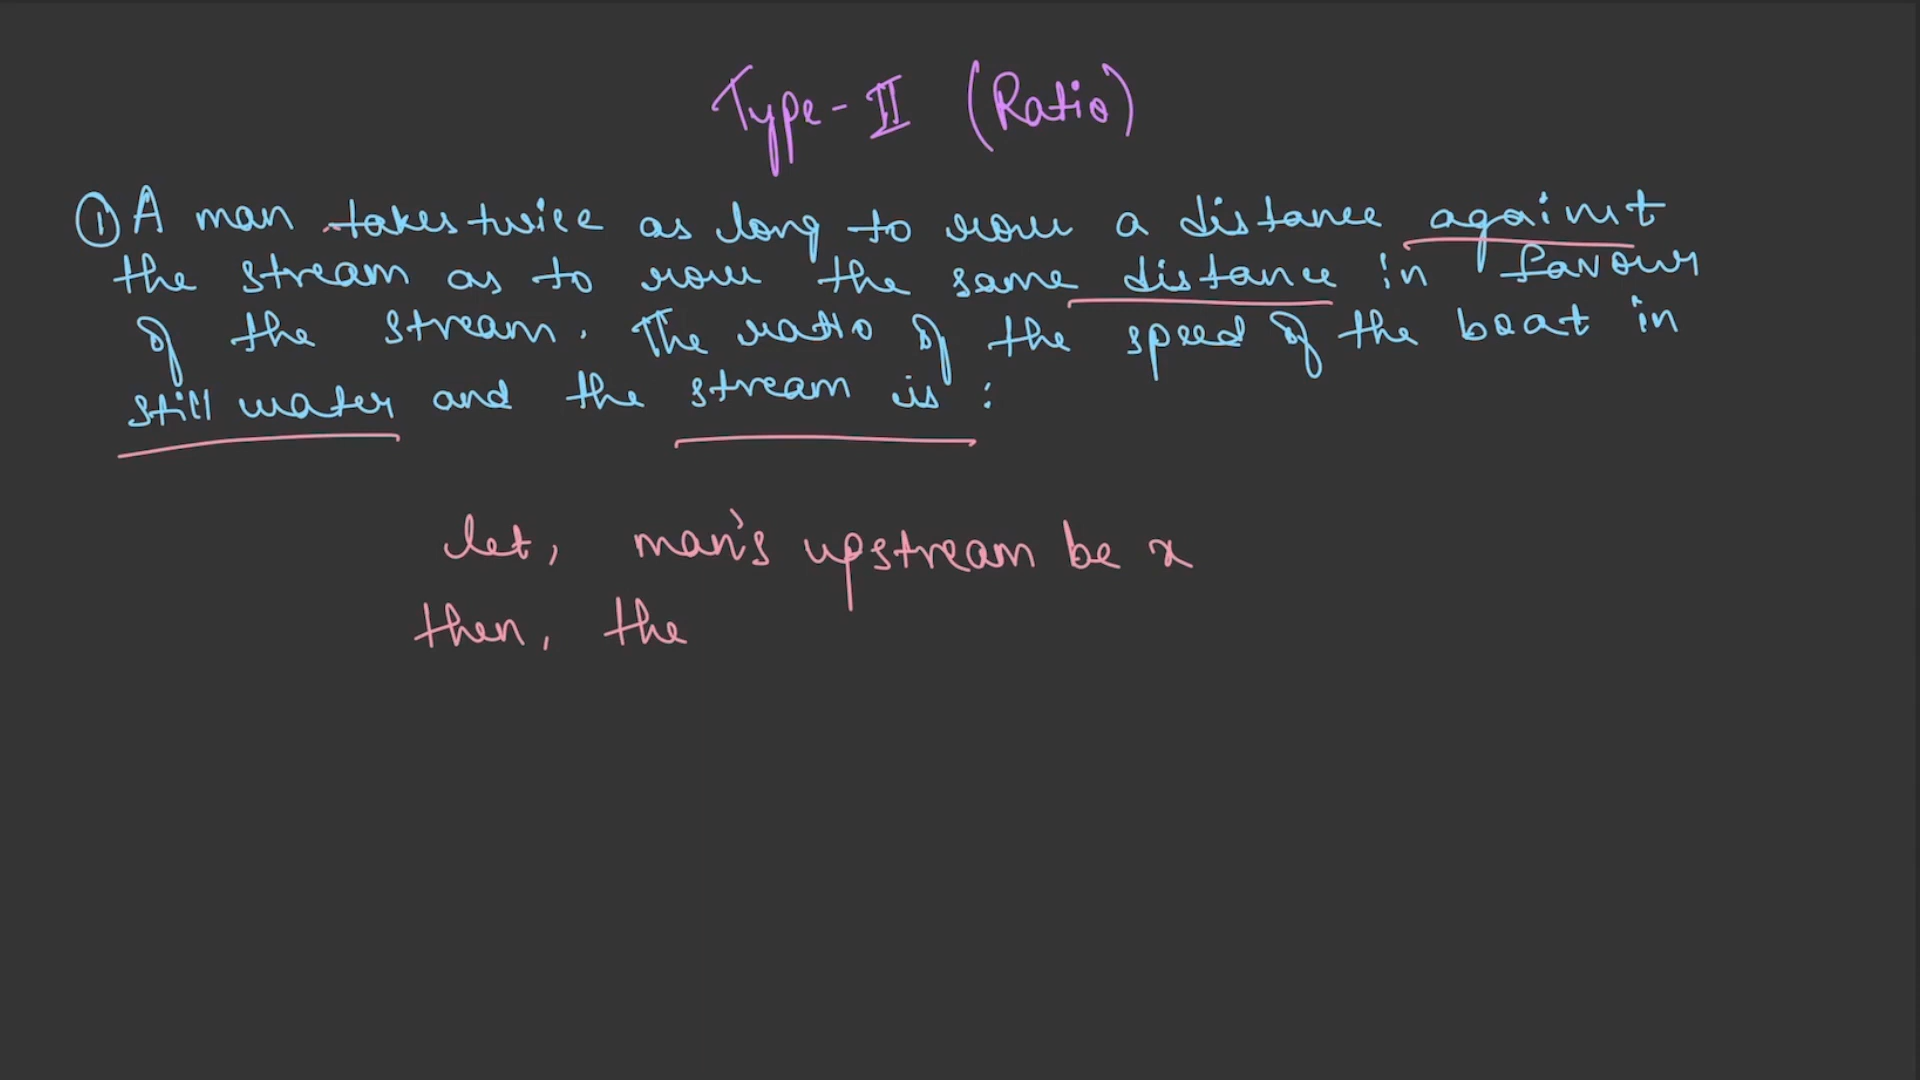 Type-II (Ratio)
① A man takes twice as long to row a distance against
the stream as to row the same distance in favour
of the stream. The ratio of the speed of the boat in
still water and the stream is :
let, man's upstream be x
then, the